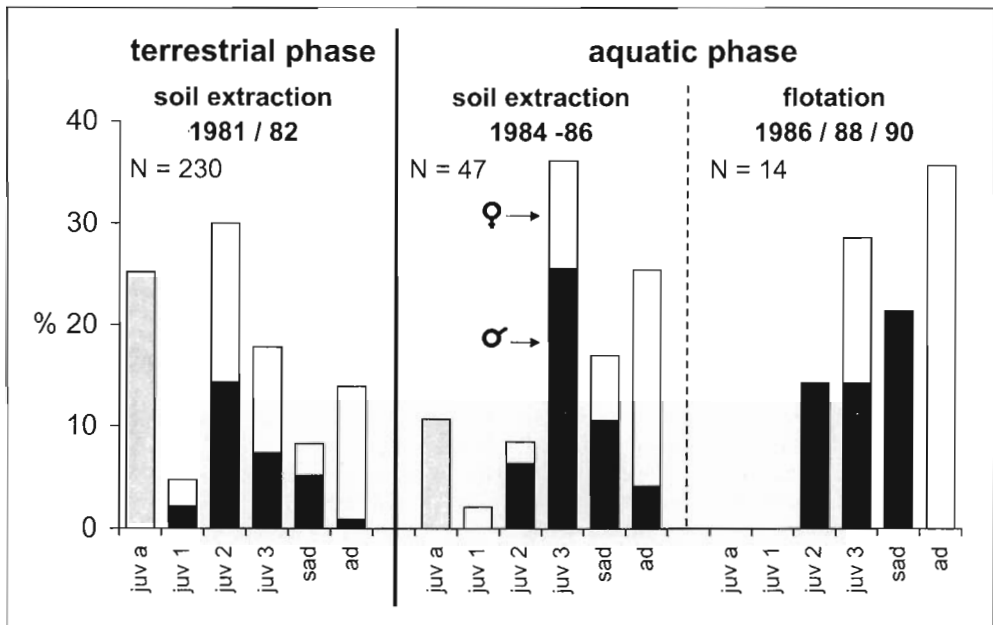 terrestrial phase
aquatic phase
soil extraction
1981 / 82
soil extraction
1984 -86
flotation
1986 / 88 / 90
N = 230
N = 47
N = 14
♀
♂
40
30
% 20
10
0
juv a
juv 1
juv 2
juv 3
sad
ad
juv a
juv 1
juv 2
juv 3
sad
ad
juv a
juv 1
juv 2
juv 3
sad
ad